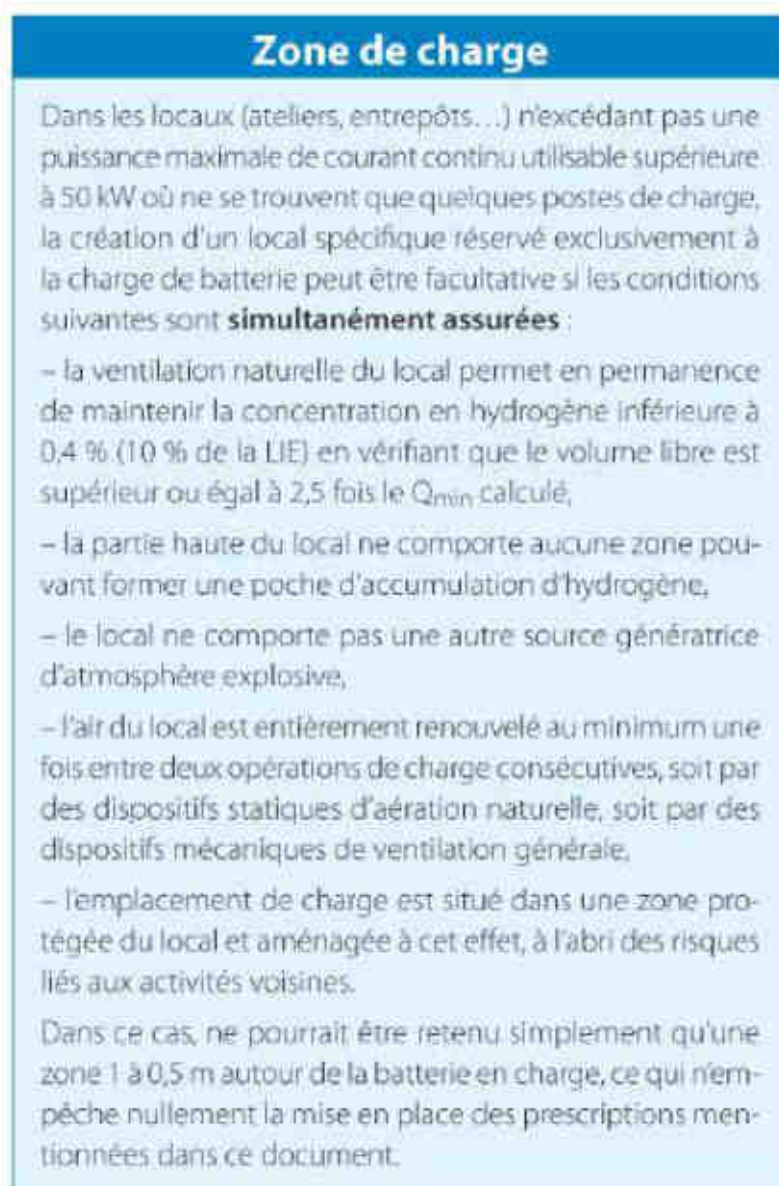 Zone de charge
Dans les locaux (ateliers, entrepôts…) n'excédant pas une
puissance maximale de courant continu utilisable supérieure
à 50 kW où ne se trouvent que quelques postes de charge,
la création d'un local spécifique réservé exclusivement à
la charge de batterie peut être facultative si les conditions
suivantes sont simultanément assurées :
– la ventilation naturelle du local permet en permanence
de maintenir la concentration en hydrogène inférieure à
0,4 % (10 % de la LIE) en vérifiant que le volume libre est
supérieur ou égal à 2,5 fois le Qmin calculé,
– la partie haute du local ne comporte aucune zone pou-
vant former une poche d'accumulation d'hydrogène,
– le local ne comporte pas une autre source génératrice
d'atmosphère explosive,
– l'air du local est entièrement renouvelé au minimum une
fois entre deux opérations de charge consécutives, soit par
des dispositifs statiques d'aération naturelle, soit par des
dispositifs mécaniques de ventilation générale,
– l'emplacement de charge est situé dans une zone pro-
tégée du local et aménagée à cet effet, à l'abri des risques
liés aux activités voisines.
Dans ce cas, ne pourrait être retenu simplement qu'une
zone 1 à 0,5 m autour de la batterie en charge, ce qui n'em-
pêche nullement la mise en place des prescriptions men-
tionnées dans ce document.